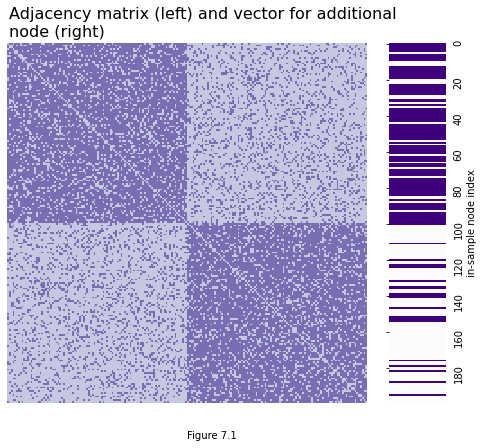 Adjacency matrix (left) and vector for additional
node (right)
0
20
40
60
80
100
120
140
160
180
in-sample node index
Figure 7.1